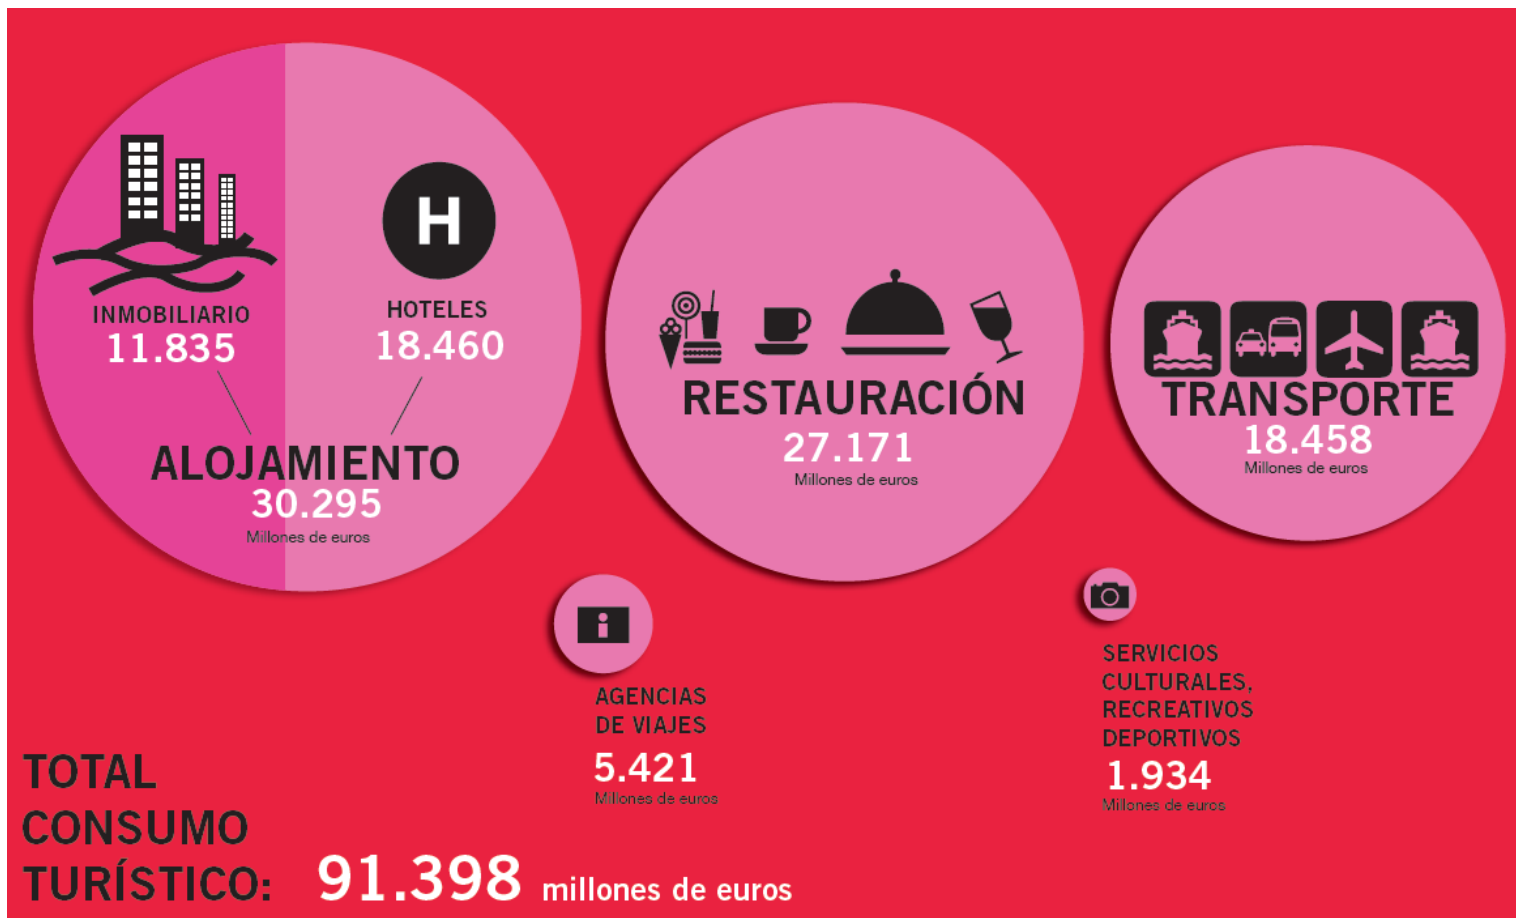 H
INMOBILIARIO
11.835
HOTELES
18.460
ALOJAMIENTO
30.295
Millones de euros
RESTAURACIÓN
27.171
Millones de euros
TRANSPORTE
18.458
Millones de euros
i
AGENCIAS
DE VIAJES
5.421
Millones de euros
SERVICIOS
CULTURALES,
RECREATIVOS
DEPORTIVOS
1.934
Millones de euros
TOTAL
CONSUMO
TURÍSTICO: 91.398 millones de euros